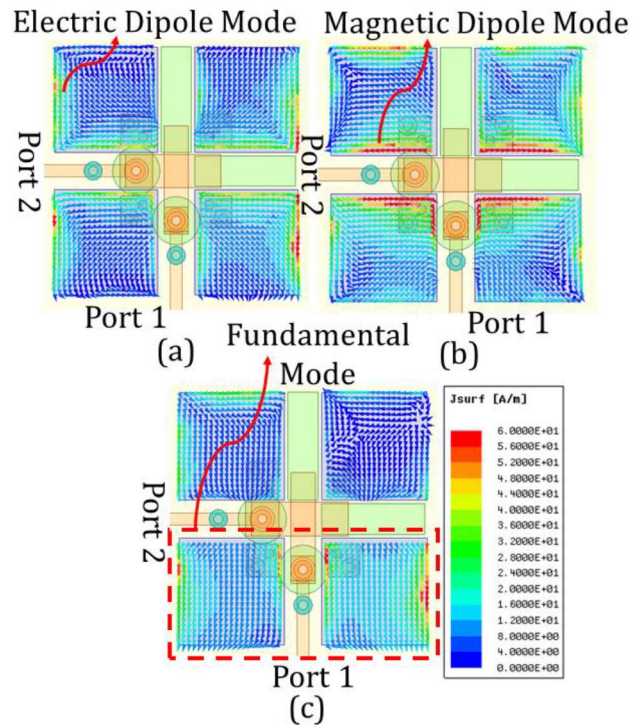 Electric Dipole Mode
Magnetic Dipole Mode
Port 2
Port 2
Port 1
Port 1
(a)
(b)
Fundamental
Mode
Port 2
Port 1
(c)
Jsurf [A/m]
6.0000E+01
5.6000E+01
5.2000E+01
4.8000E+01
4.4000E+01
4.0000E+01
3.6000E+01
3.2000E+01
2.8000E+01
2.4000E+01
2.0000E+01
1.6000E+01
1.2000E+01
8.0000E+00
4.0000E+00
0.0000E+00